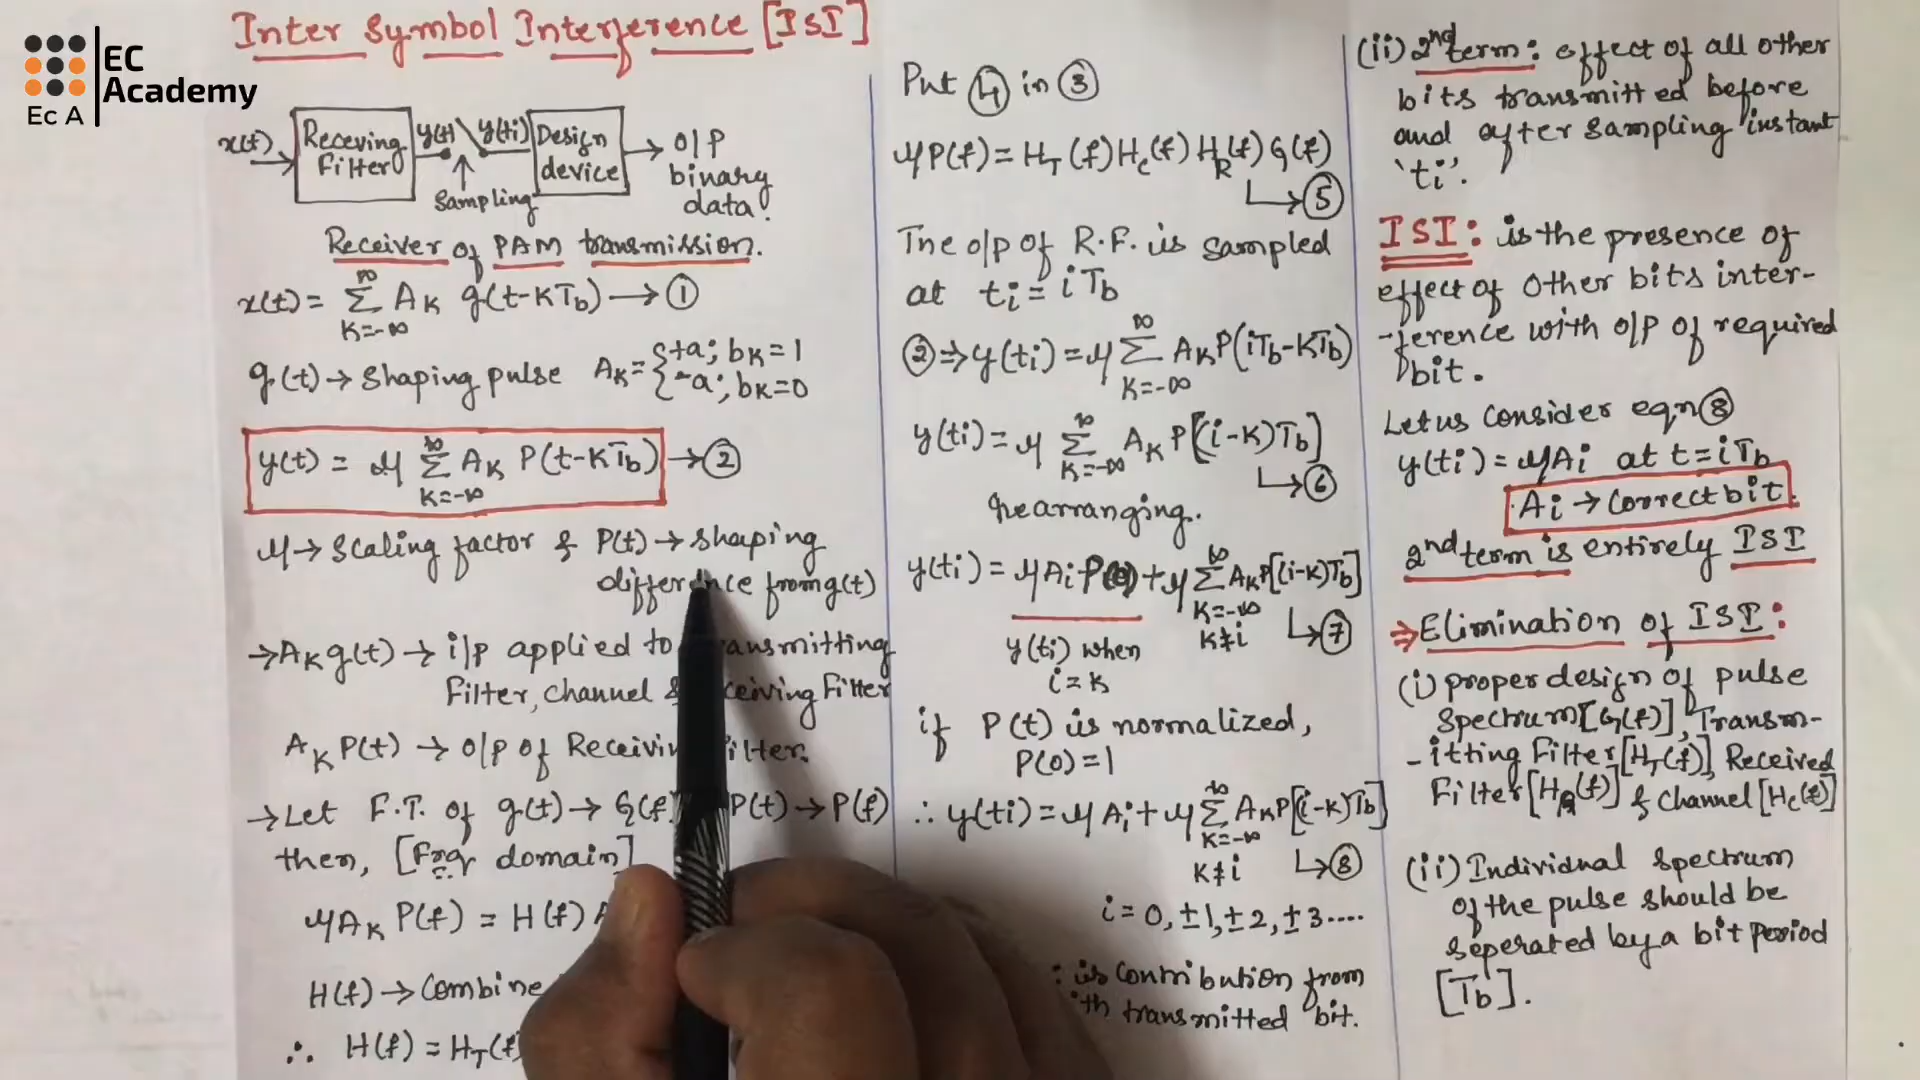 Inter Symbol Interference [ISI]
EC
Academy
Ec A
x(t)
Receving
Filter
y(t)
y(ti)
Sampling
Design
device
O/P
binary
data.
Receiver of PAM transmission.
x(t) = ∑ AK g(t-KTb) → ①
∞
K=-∞
g(t) → Shaping pulse AK = { +a; bK=1
-a; bK=0
y(t) = μ ∑ AK P(t-KTb) → ②
∞
K=-∞
μ → Scaling factor & P(t) → shaping
difference from g(t)
→ AK g(t) → i/p applied to transmitting
Filter, channel & receiving Filter
AK P(t) → O/P of Receiving Filter.
→ Let F.T. of g(t) → G(f) P(t) → P(f)
then, [Frq domain]
μAK P(f) = H(f) A
H(f) → Combine
∴ H(f) = HT(f)
Put ④ in ③
μP(f) = HT(f) HC(f) HR(f) G(f)
→ ⑤
The o/p of R.F. is sampled
at ti = iTb
② ⇒ y(ti) = μ ∑ AK P(iTb-KTb)
∞
K=-∞
y(ti) = μ ∑ AK P[(i-K)Tb]
∞
K=-∞ → ⑥
rearranging.
y(ti) = μAi P(0) + μ ∑ AK P[(i-K)Tb]
∞
K=-∞
K≠i → ⑦
y(ti) when
i = K
if P(t) is normalized,
P(0) = 1
∴ y(ti) = μAi + μ ∑ AK P[(i-K)Tb]
∞
K=-∞
K≠i → ⑧
i = 0, ±1, ±2, ±3....
: is contribution from
ith transmitted bit.
(ii) 2nd term: effect of all other
bits transmitted before
and after sampling instant
'ti'.
ISI: is the presence of
effect of other bits inter-
-ference with o/p of required
bit.
Let us consider eqn ⑧
y(ti) = μAi at t = iTb
Ai → Correct bit.
2nd term is entirely ISI
⇒ Elimination of ISI:
(i) proper design of pulse
Spectrum [G(f)], Transm-
-itting Filter [HT(f)], Received
Filter [HR(f)] & Channel [HC(f)]
(ii) Individual Spectrum
of the pulse should be
seperated by a bit period
[Tb].